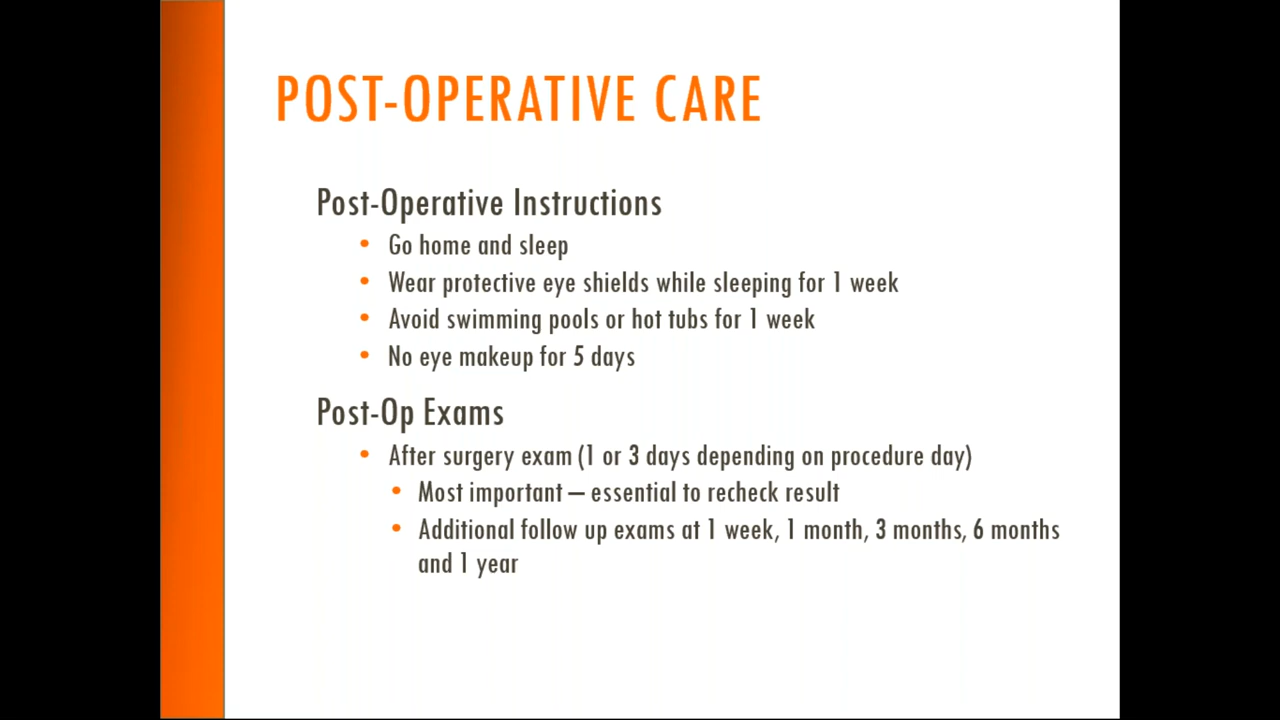 POST-OPERATIVE CARE
Post-Operative Instructions
• Go home and sleep
• Wear protective eye shields while sleeping for 1 week
• Avoid swimming pools or hot tubs for 1 week
• No eye makeup for 5 days
Post-Op Exams
• After surgery exam (1 or 3 days depending on procedure day)
• Most important – essential to recheck result
• Additional follow up exams at 1 week, 1 month, 3 months, 6 months
and 1 year